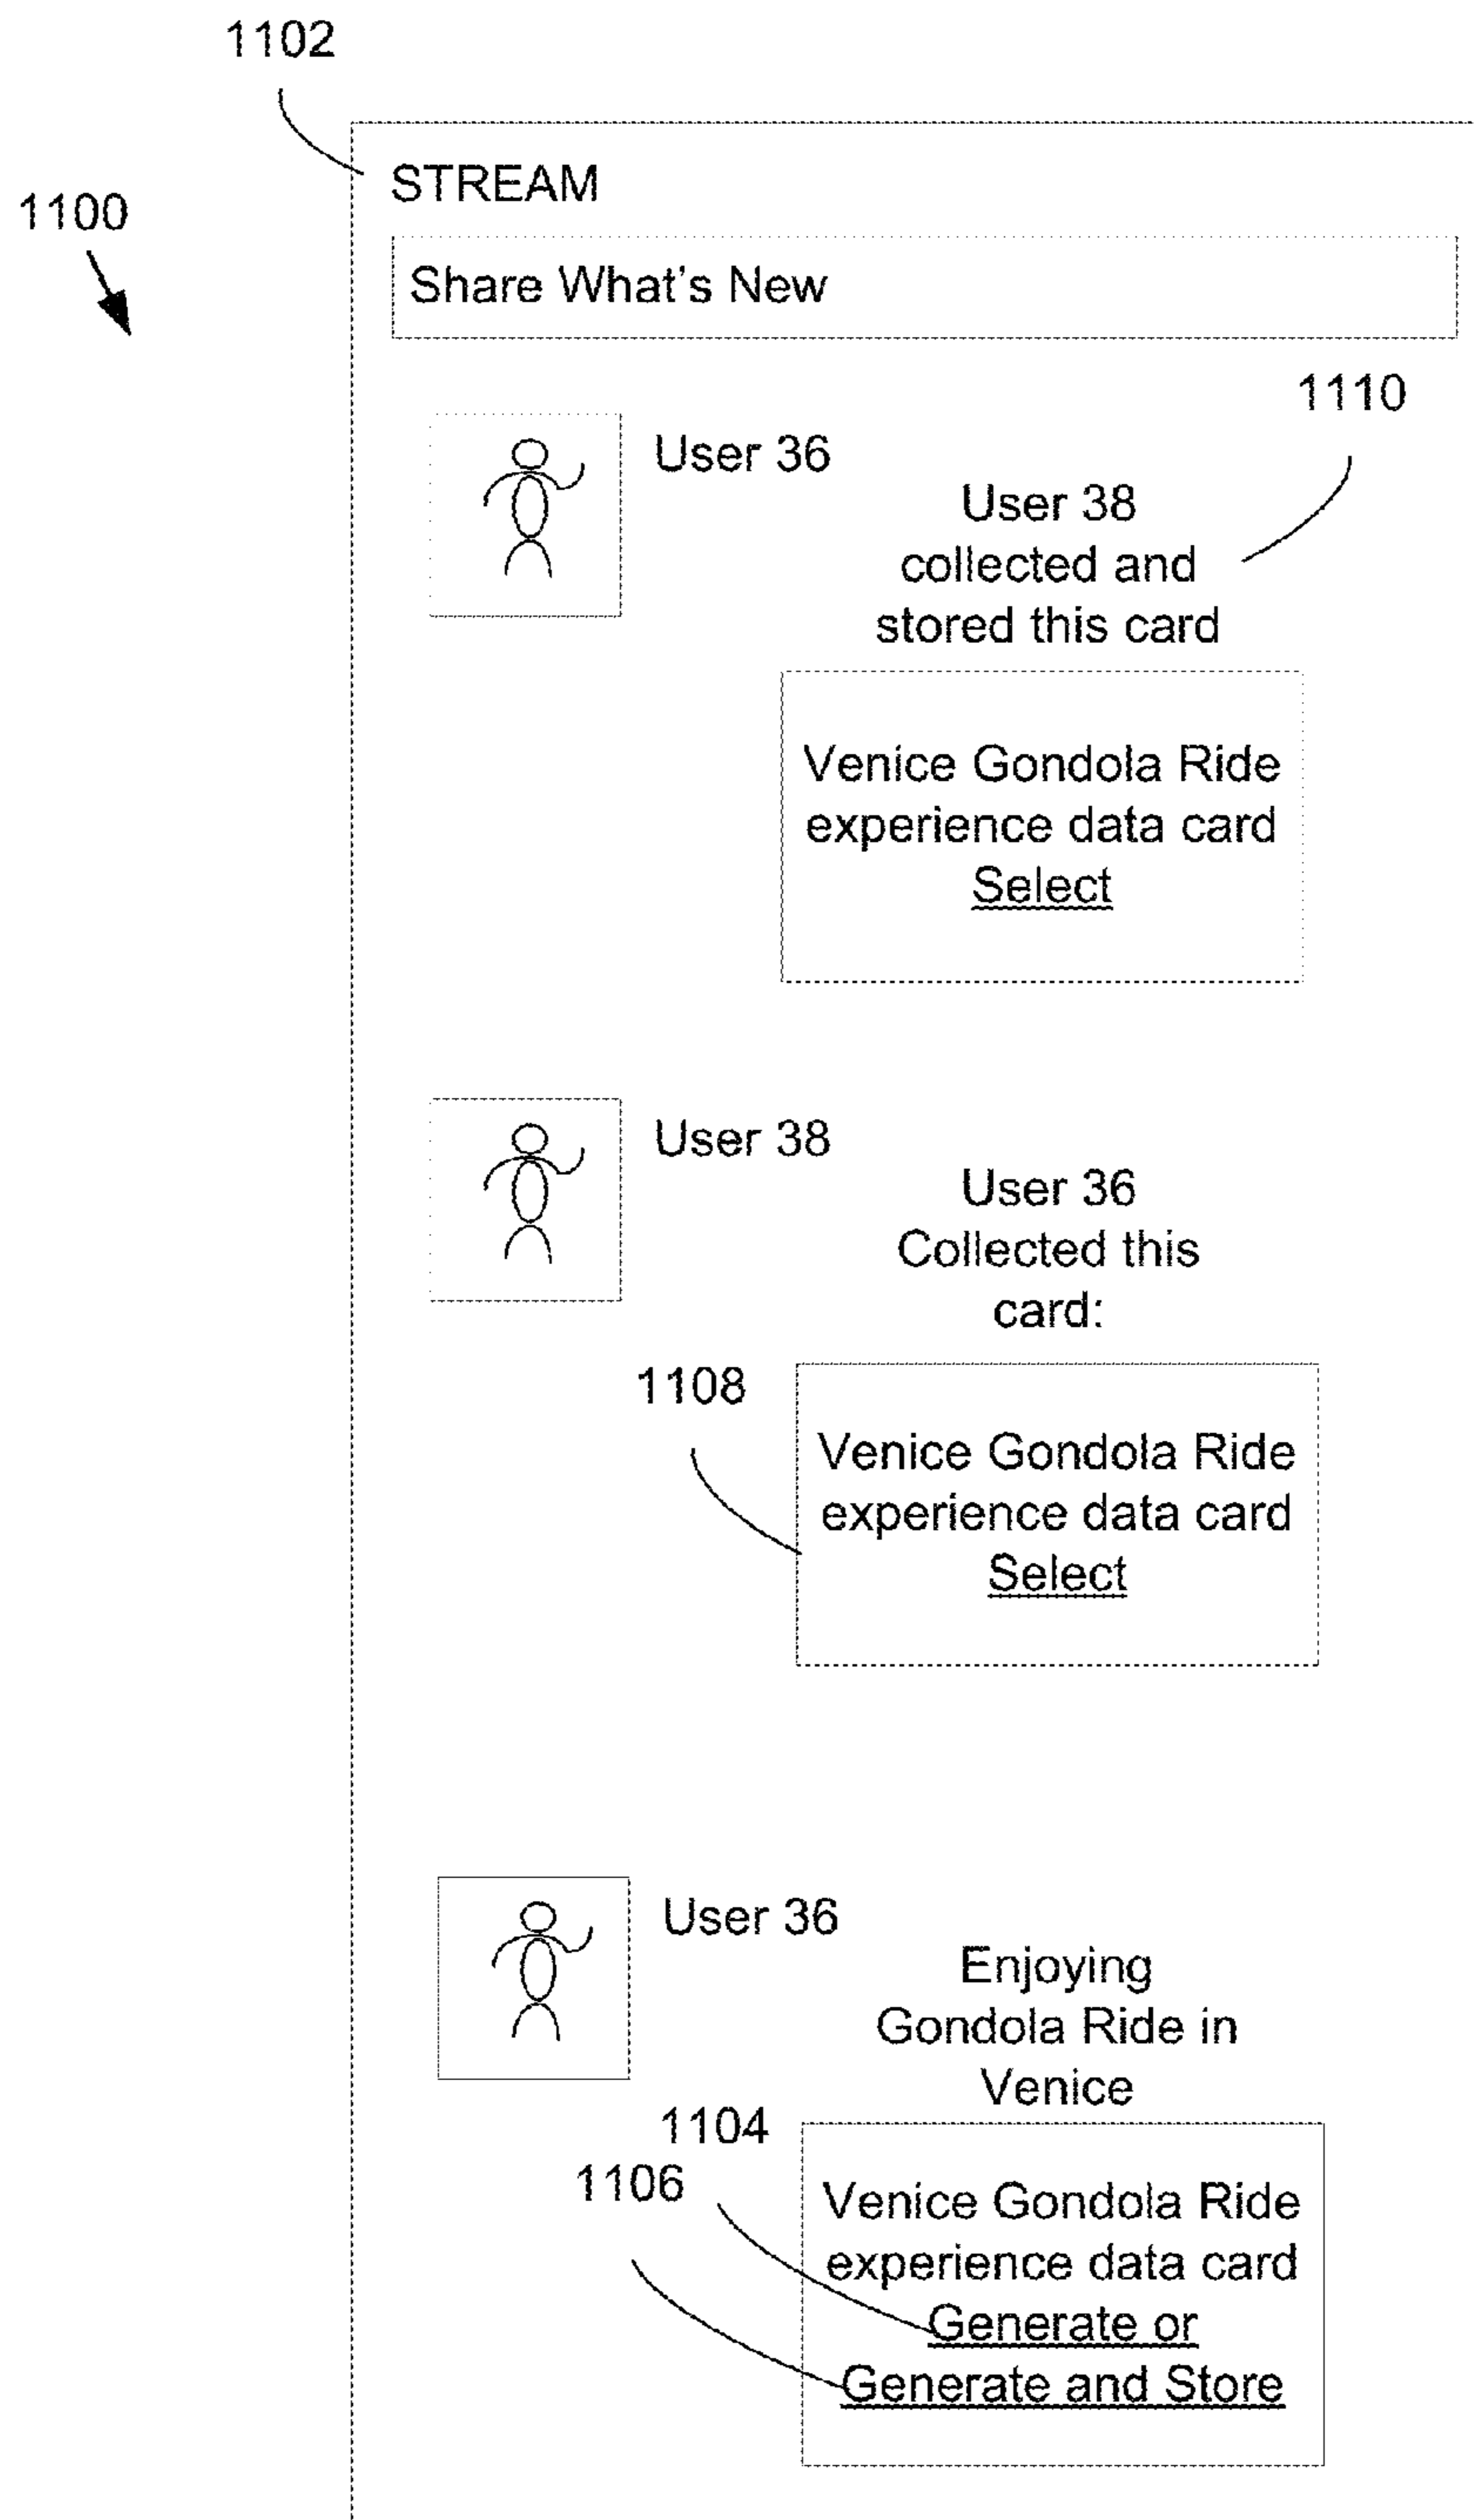 1102
STREAM
1100
Share What's New
1110
User 36
User 38
collected and
stored this card
Venice Gondola Ride
experience data card
Select
User 38
User 36
Collected this
card:
1108
Venice Gondola Ride
experience data card
Select
User 36
Enjoying
Gondola Ride in
Venice
1104
1106
Venice Gondola Ride
experience data card
Generate or
Generate and Store